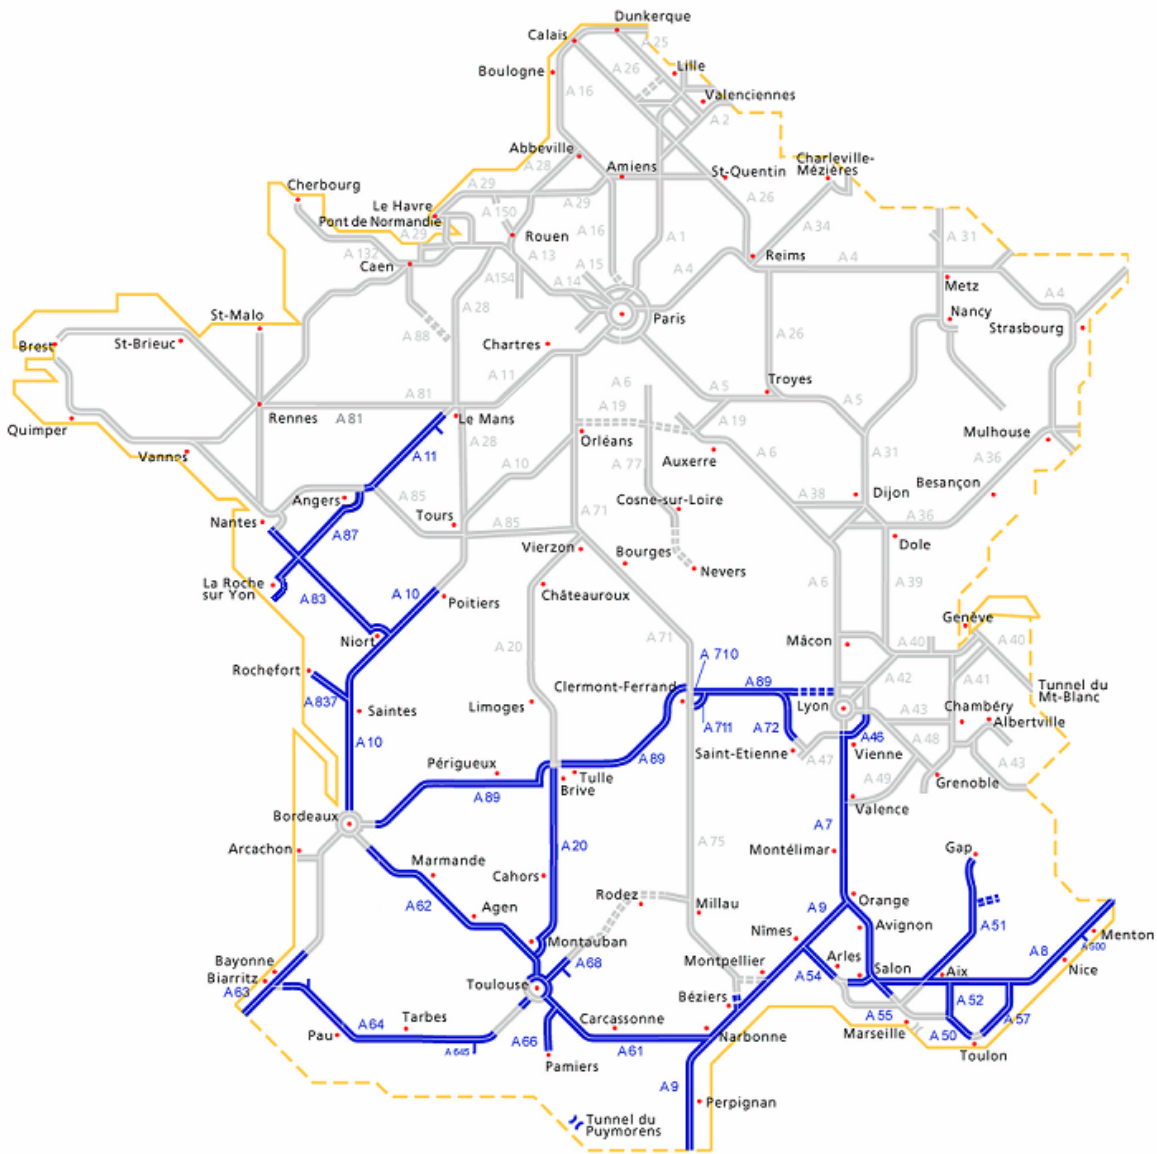 Dunkerque
Calais
A 25
Lille
Boulogne
A 26
A 16
Valenciennes
A 2
Abbeville
Charleville-
Mézières
A 28
Amiens
St-Quentin
Cherbourg
A 29
A 26
Le Havre
A 29
A 150
Pont de Normandie
A 34
A 29
Rouen
A 16
A 1
A 31
A 132
A 13
Reims
Caen
A 15
A 4
A 4
A 154
A 14
Metz
A 4
St-Malo
A 28
Paris
Nancy
Strasbourg
Brest
St-Brieuc
A 88
Chartres
A 26
A 11
Troyes
A 6
A 5
A 81
A 19
A 5
Rennes
A 81
Le Mans
A 19
Quimper
Orléans
Mulhouse
A 28
Vannes
A 11
A 10
A 77
Auxerre
A 6
A 31
A 36
Besançon
Angers
A 85
Cosne-sur-Loire
A 38
Dijon
Nantes
Tours
A 85
A 71
A 36
A 87
Vierzon
Bourges
Dole
Nevers
La Roche
sur Yon
A 83
A 10
Poitiers
Châteauroux
A 6
A 39
Genève
Niort
A 20
A 71
Mâcon
A 40
A 40
A 710
Rochefort
Clermont-Ferrand
A 89
A 42
A 41
Tunnel du
Mt-Blanc
A 837
Saintes
Limoges
Lyon
A 43
Chambéry
A 711
A 72
A 46
Albertville
A 10
Saint-Etienne
A 47
Vienne
A 48
Périgueux
A 89
A 43
Tulle
A 49
Grenoble
A 89
Brive
Valence
Bordeaux
A 7
Arcachon
A 20
A 75
Montélimar
Gap
Marmande
Cahors
A 62
Rodez
Orange
Agen
Millau
A 9
Avignon
A 51
Nîmes
Menton
Montauban
A 8
A 500
Bayonne
A 68
Montpellier
Arles
Salon
Aix
Nice
Biarritz
Toulouse
A 54
A 63
Béziers
A 52
A 64
Tarbes
Carcassonne
A 55
A 57
Pau
A 66
Narbonne
Marseille
A 50
A 645
A 61
Toulon
Pamiers
A 9
Perpignan
Tunnel du
Puymorens